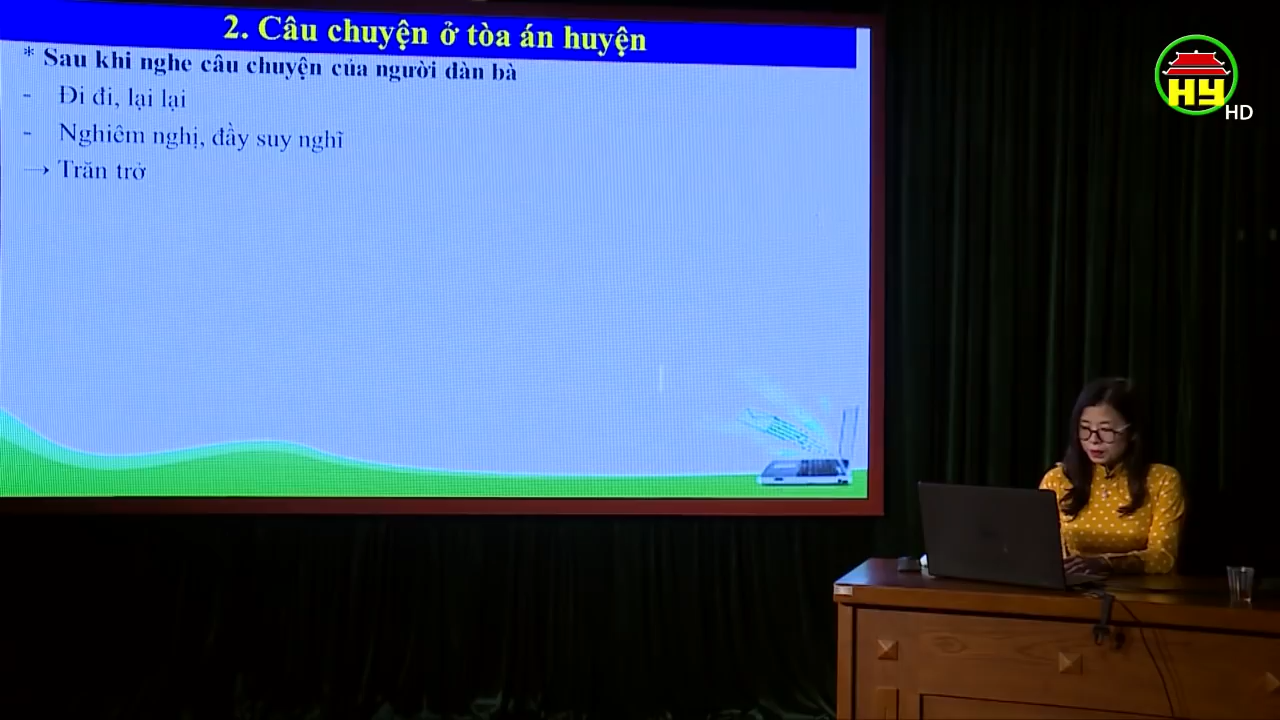 2. Câu chuyện ở tòa án huyện
* Sau khi nghe câu chuyện của người đàn bà
- Đi đi, lại lại
- Nghiêm nghị, đầy suy nghĩ
→ Trăn trở
HY
HD